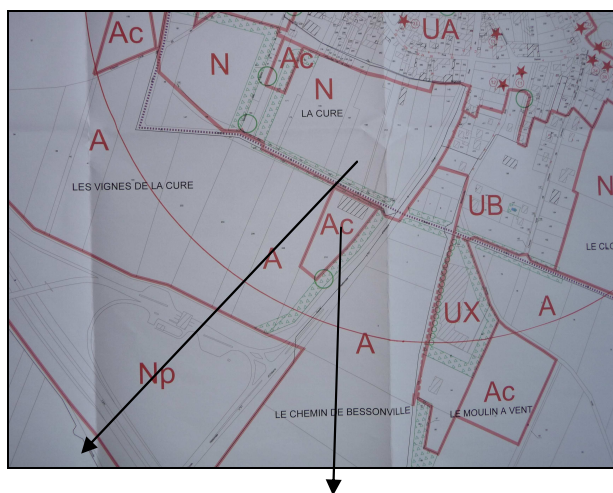 Ac
UA
N
Ac
N
LA CURE
A
LES VIGNES DE LA CURE
N
UB
Ac
LE CLO
A
A
UX
A
Np
Ac
LE CHEMIN DE BESSONVILLE
LE MOULIN A VENT